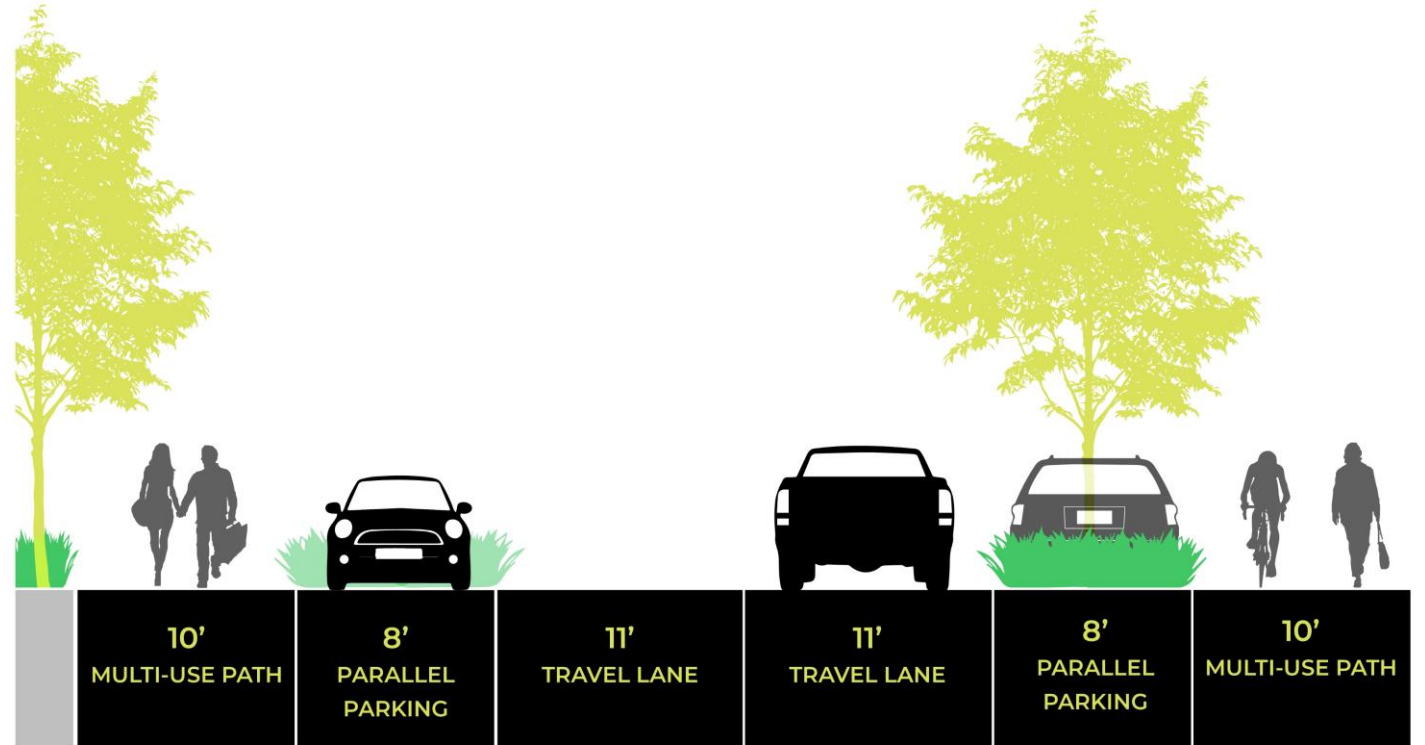 10’
MULTI-USE PATH
8’
PARALLEL
PARKING
11’
TRAVEL LANE
11’
TRAVEL LANE
8’
PARALLEL
PARKING
10’
MULTI-USE PATH